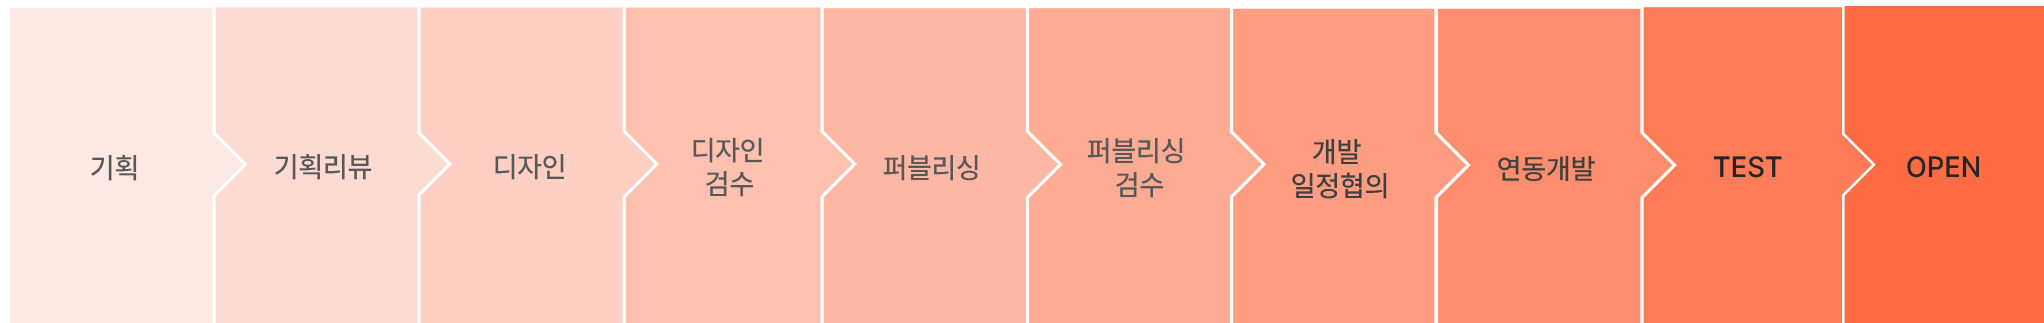 기획
기획리뷰
디자인
디자인
검수
퍼블리싱
퍼블리싱
검수
개발
일정협의
연동개발
TEST
OPEN